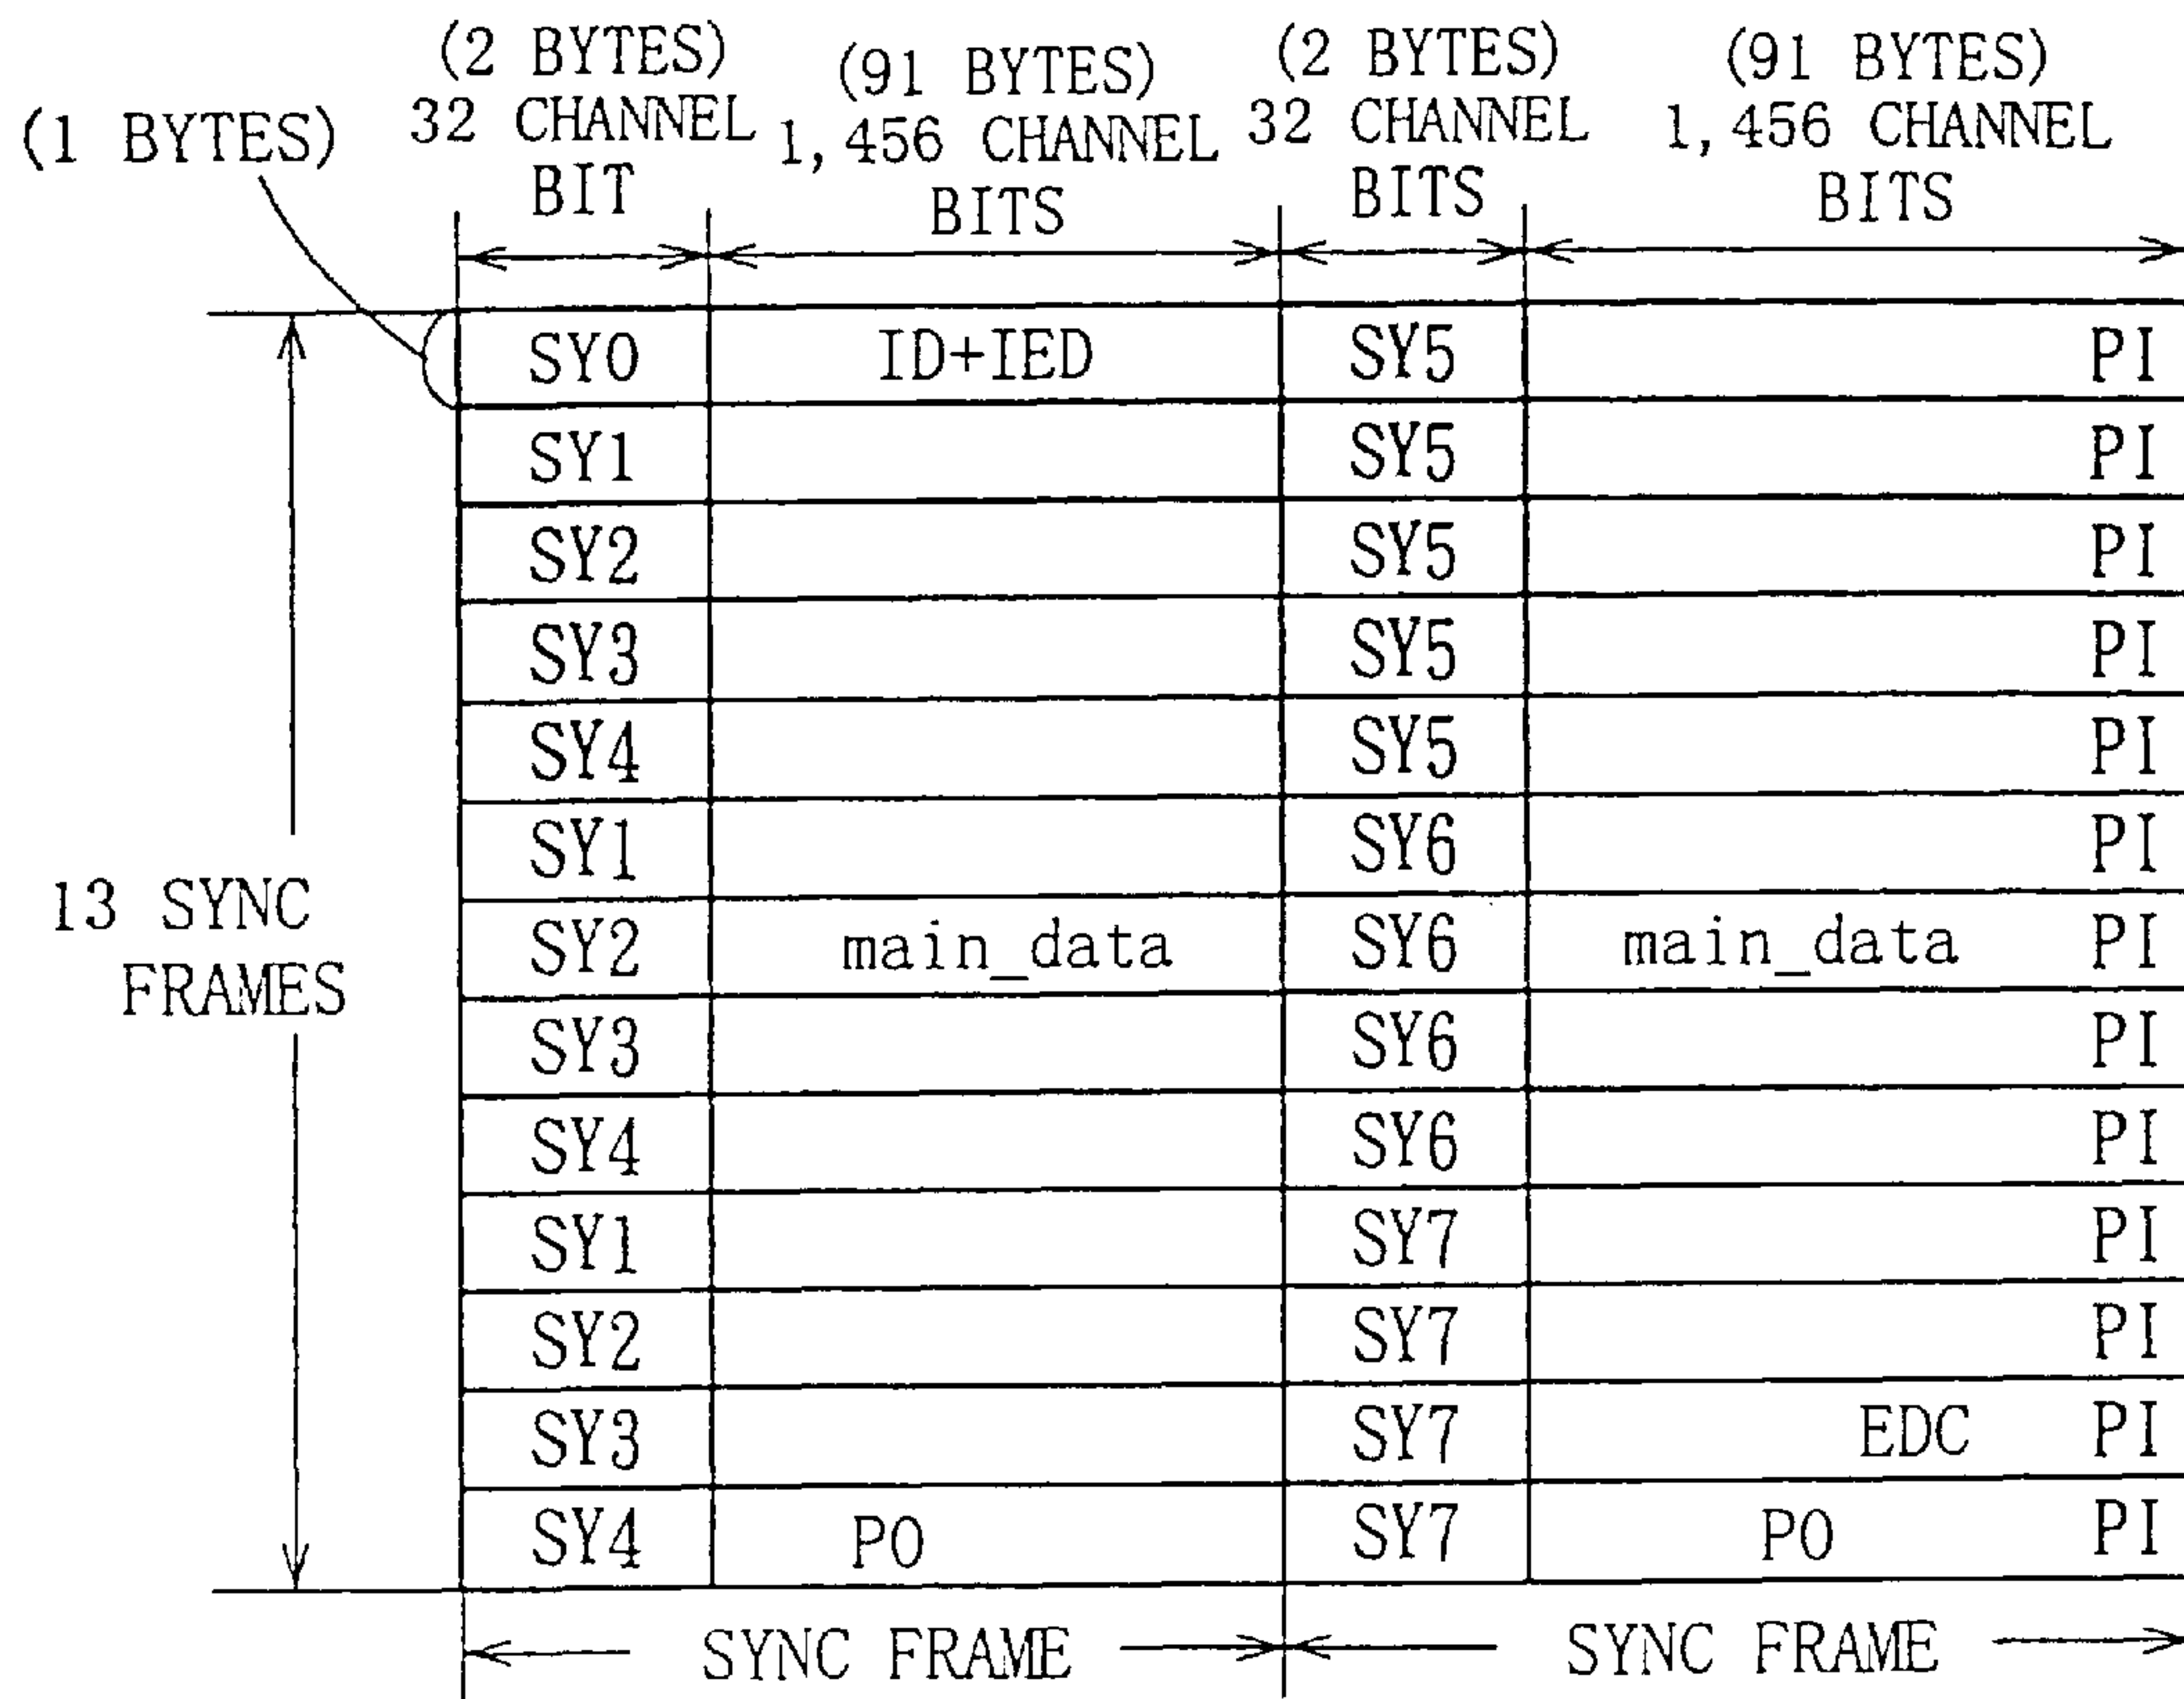 (2 BYTES)
32 CHANNEL
BIT
(91 BYTES)
1,456 CHANNEL
BITS
(2 BYTES)
32 CHANNEL
BITS
(91 BYTES)
1,456 CHANNEL
BITS
(1 BYTES)
SY0 ID+IED SY5 PI
SY1 SY5 PI
SY2 SY5 PI
SY3 SY5 PI
SY4 SY5 PI
SY1 SY6 PI
SY2 main_data SY6 main_data PI
SY3 SY6 PI
SY4 SY6 PI
SY1 SY7 PI
SY2 SY7 PI
SY3 SY7 EDC PI
SY4 PO SY7 PO PI
13 SYNC
FRAMES
SYNC FRAME SYNC FRAME